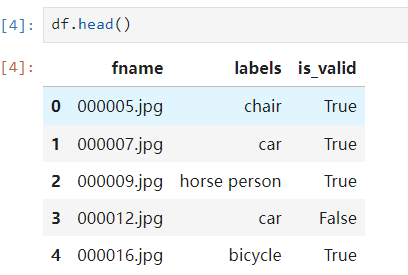 [4]: df.head()
[4]:
fname labels is_valid
0 000005.jpg chair True
1 000007.jpg car True
2 000009.jpg horse person True
3 000012.jpg car False
4 000016.jpg bicycle True